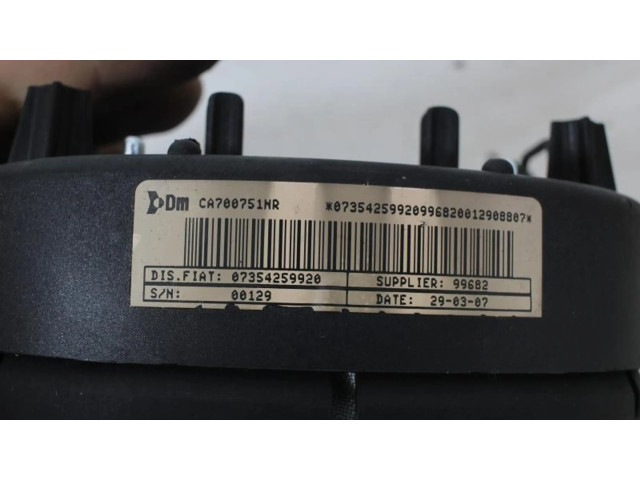 Dm CA700751NR *07354259920996820012908807*
DIS.FIAT: 07354259920 SUPPLIER: 99682
S/N: 00129 DATE: 29-03-07